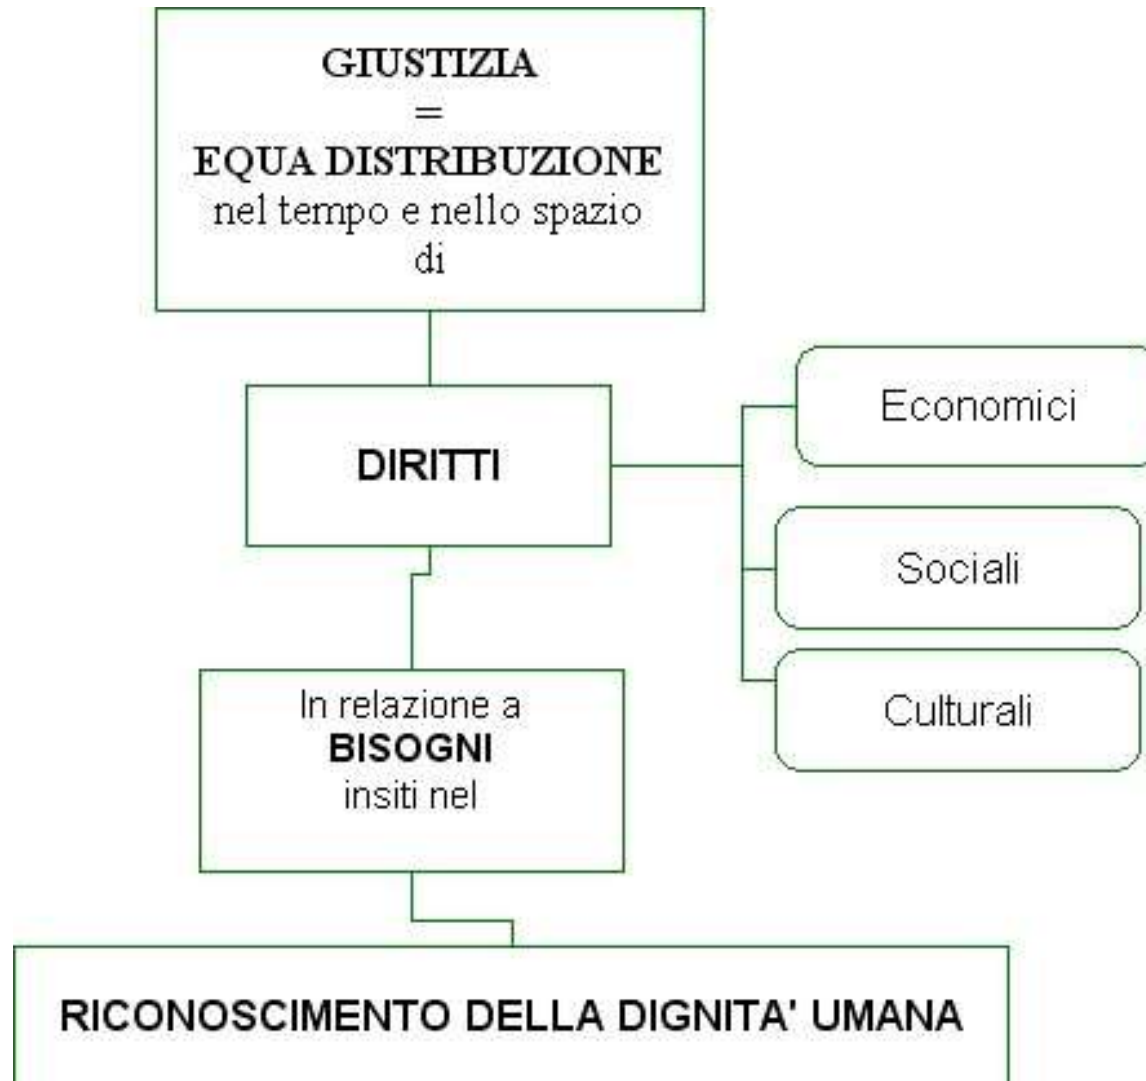 GIUSTIZIA
=
EQUA DISTRIBUZIONE
nel tempo e nello spazio
di
DIRITTI
Economici
Sociali
Culturali
In relazione a
BISOGNI
insiti nel
RICONOSCIMENTO DELLA DIGNITA' UMANA